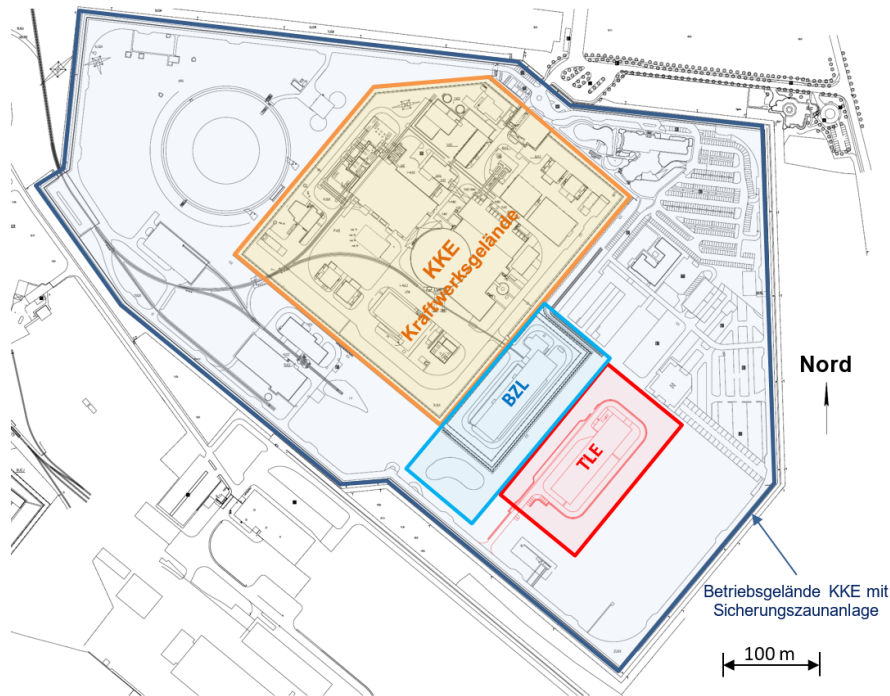 KKE
Kraftwerksgelände
BZL
TLE
Nord
Betriebsgelände KKE mit
Sicherungszaunanlage
100 m